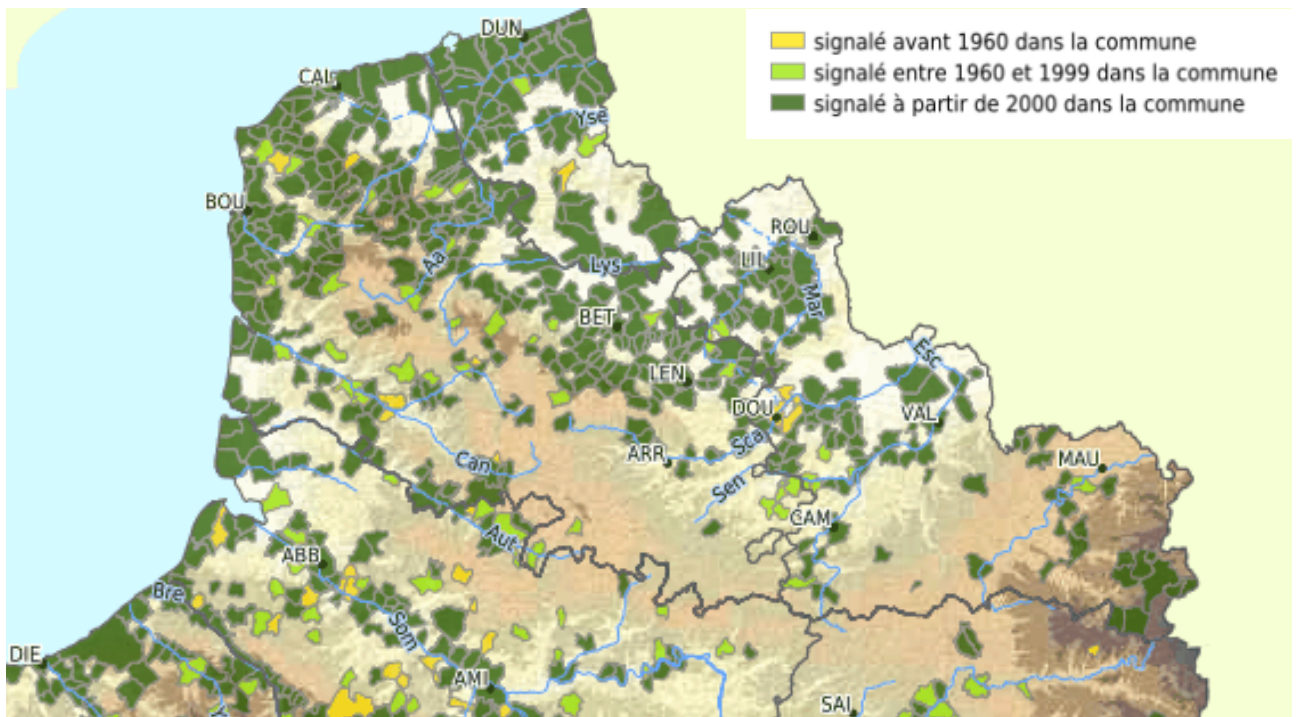 DUN
signalé avant 1960 dans la commune
signalé entre 1960 et 1999 dans la commune
signalé à partir de 2000 dans la commune
CAL
Yse
BOU
ROU
Aa
Lys
LIL
Mar
BET
Esc
LEN
DOU
VAL
Sca
ARR
Can
MAU
Sen
CAM
Aut
ABB
Bre
Som
DIE
AMI
SAI
Y